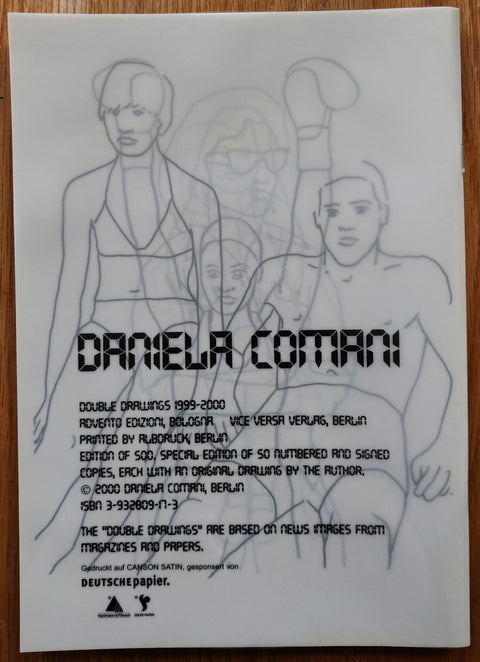 DANIELA COMANI
DOUBLE DRAWINGS 1999-2000
ADVENTO EDIZIONI, BOLOGNA VICE VERSA VERLAG, BERLIN
PRINTED BY ALBDRUCK, BERLIN
EDITION OF 500, SPECIAL EDITION OF 50 NUMBERED AND SIGNED
COPIES, EACH WITH AN ORIGINAL DRAWING BY THE AUTHOR.
© 2000 DANIELA COMANI, BERLIN
ISBN 3-932809-17-3
THE "DOUBLE DRAWINGS" ARE BASED ON NEWS IMAGES FROM
MAGAZINES AND PAPERS.
Gedruckt auf CANSON SATIN, gesponsert von
DEUTSCHEpapier.